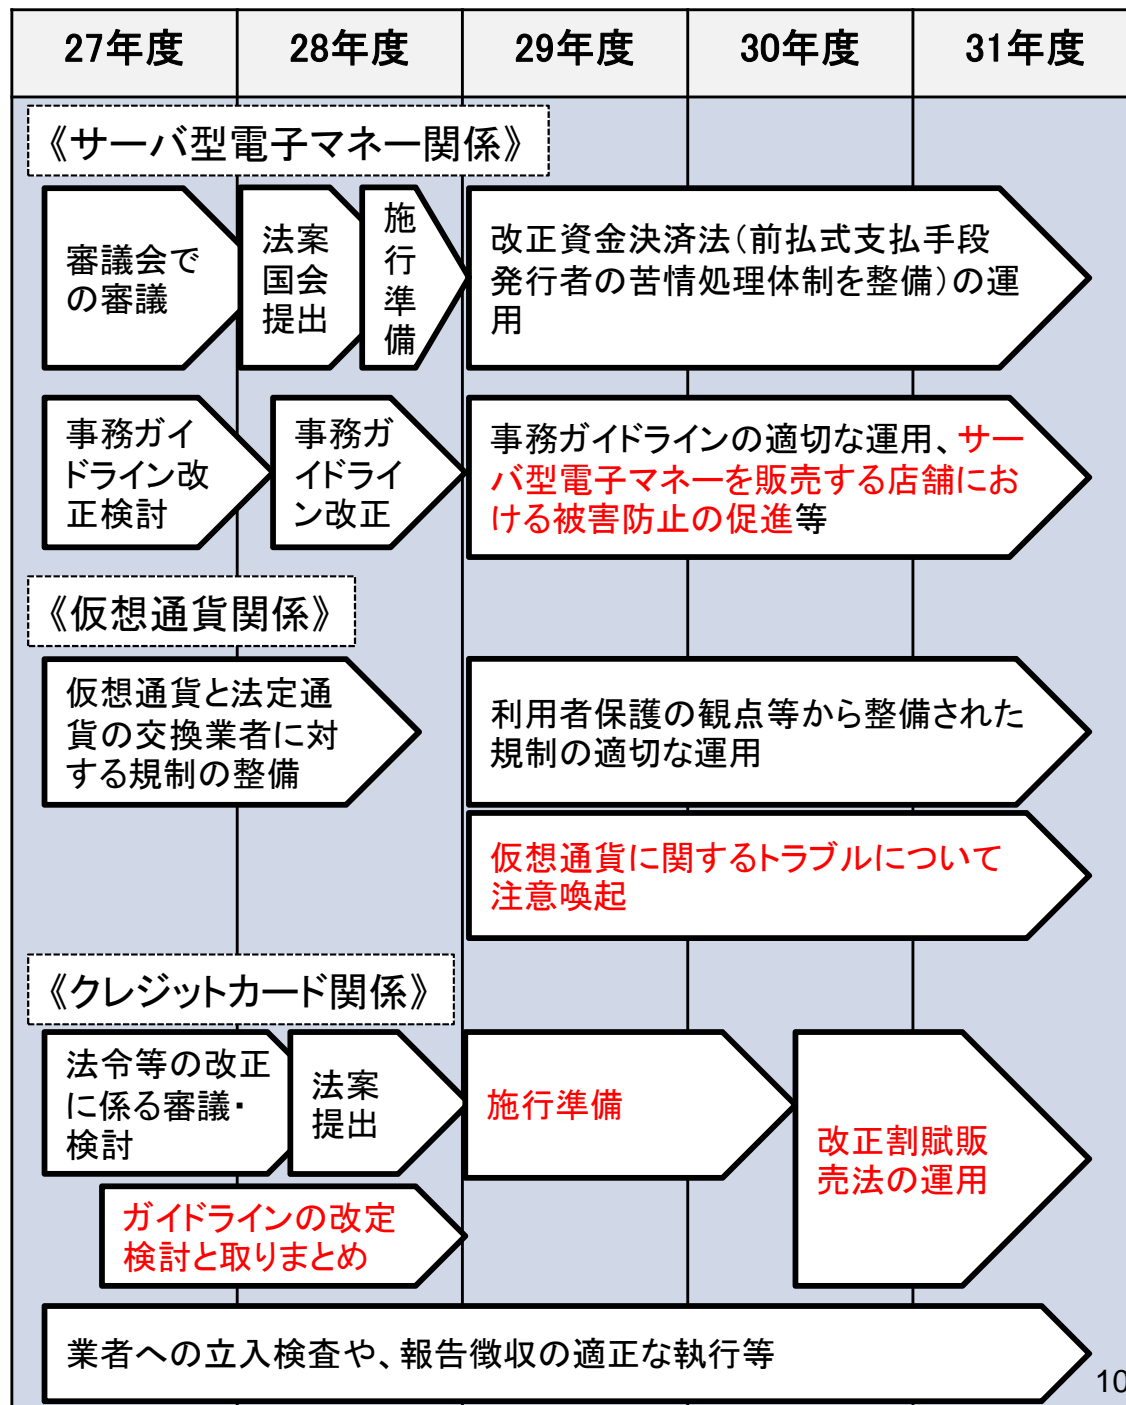 27年度
28年度
29年度
30年度
31年度
《サーバ型電子マネー関係》
審議会で
の審議
法案
国会
提出
施
行
準
備
改正資金決済法(前払式支払手段
発行者の苦情処理体制を整備)の運
用
事務ガイ
ドライン改
正検討
事務ガ
イドライ
ン改正
事務ガイドラインの適切な運用、サー
バ型電子マネーを販売する店舗にお
ける被害防止の促進等
《仮想通貨関係》
仮想通貨と法定通
貨の交換業者に対
する規制の整備
利用者保護の観点等から整備された
規制の適切な運用
仮想通貨に関するトラブルについて
注意喚起
《クレジットカード関係》
法令等の改正
に係る審議・
検討
法案
提出
施行準備
改正割賦販
売法の運用
ガイドラインの改定
検討と取りまとめ
業者への立入検査や、報告徴収の適正な執行等
10